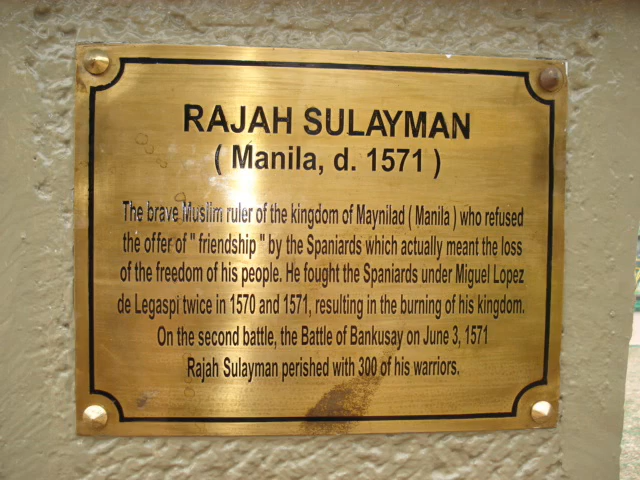 RAJAH SULAYMAN
( Manila, d. 1571 )
The brave Muslim ruler of the kingdom of Maynilad ( Manila ) who refused
the offer of " friendship " by the Spaniards which actually meant the loss
of the freedom of his people. He fought the Spaniards under Miguel Lopez
de Legaspi twice in 1570 and 1571, resulting in the burning of his kingdom.
On the second battle, the Battle of Bankusay on June 3, 1571
Rajah Sulayman perished with 300 of his warriors.